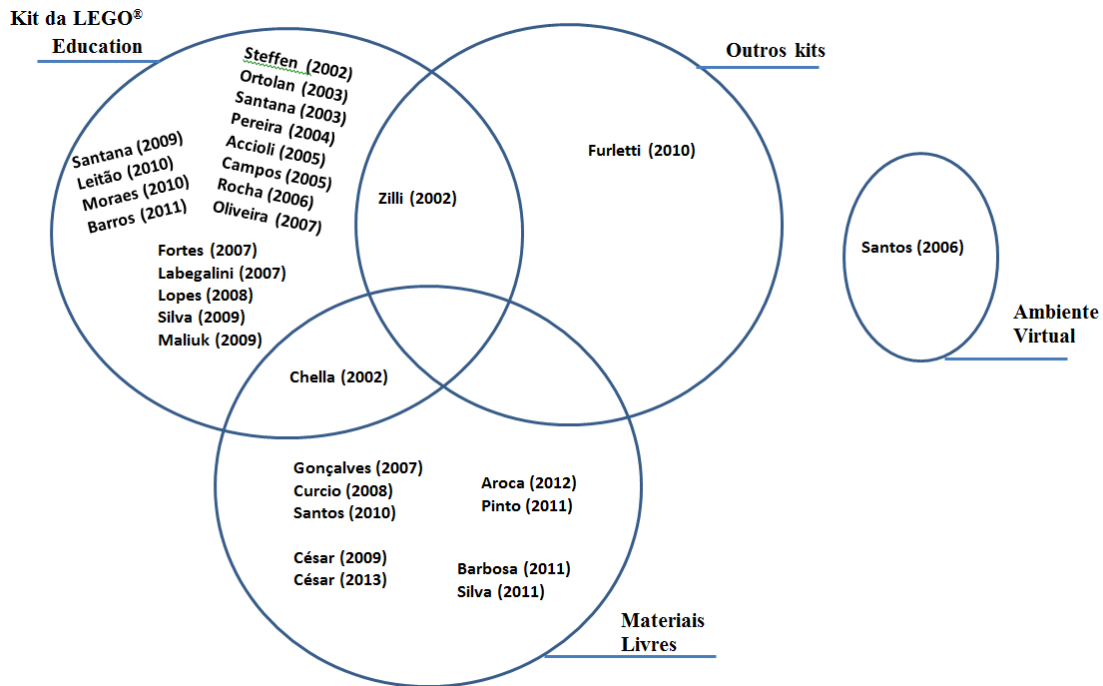 Kit da LEGO®
Education
Outros kits
Steffen (2002)
Ortolan (2003)
Santana (2003)
Pereira (2004)
Accioli (2005)
Campos (2005)
Rocha (2006)
Oliveira (2007)
Santana (2009)
Leitão (2010)
Moraes (2010)
Barros (2011)
Fortes (2007)
Labegalini (2007)
Lopes (2008)
Silva (2009)
Maliuk (2009)
Zilli (2002)
Furletti (2010)
Santos (2006)
Ambiente
Virtual
Chella (2002)
Gonçalves (2007)
Curcio (2008)
Santos (2010)
César (2009)
César (2013)
Aroca (2012)
Pinto (2011)
Barbosa (2011)
Silva (2011)
Materiais
Livres